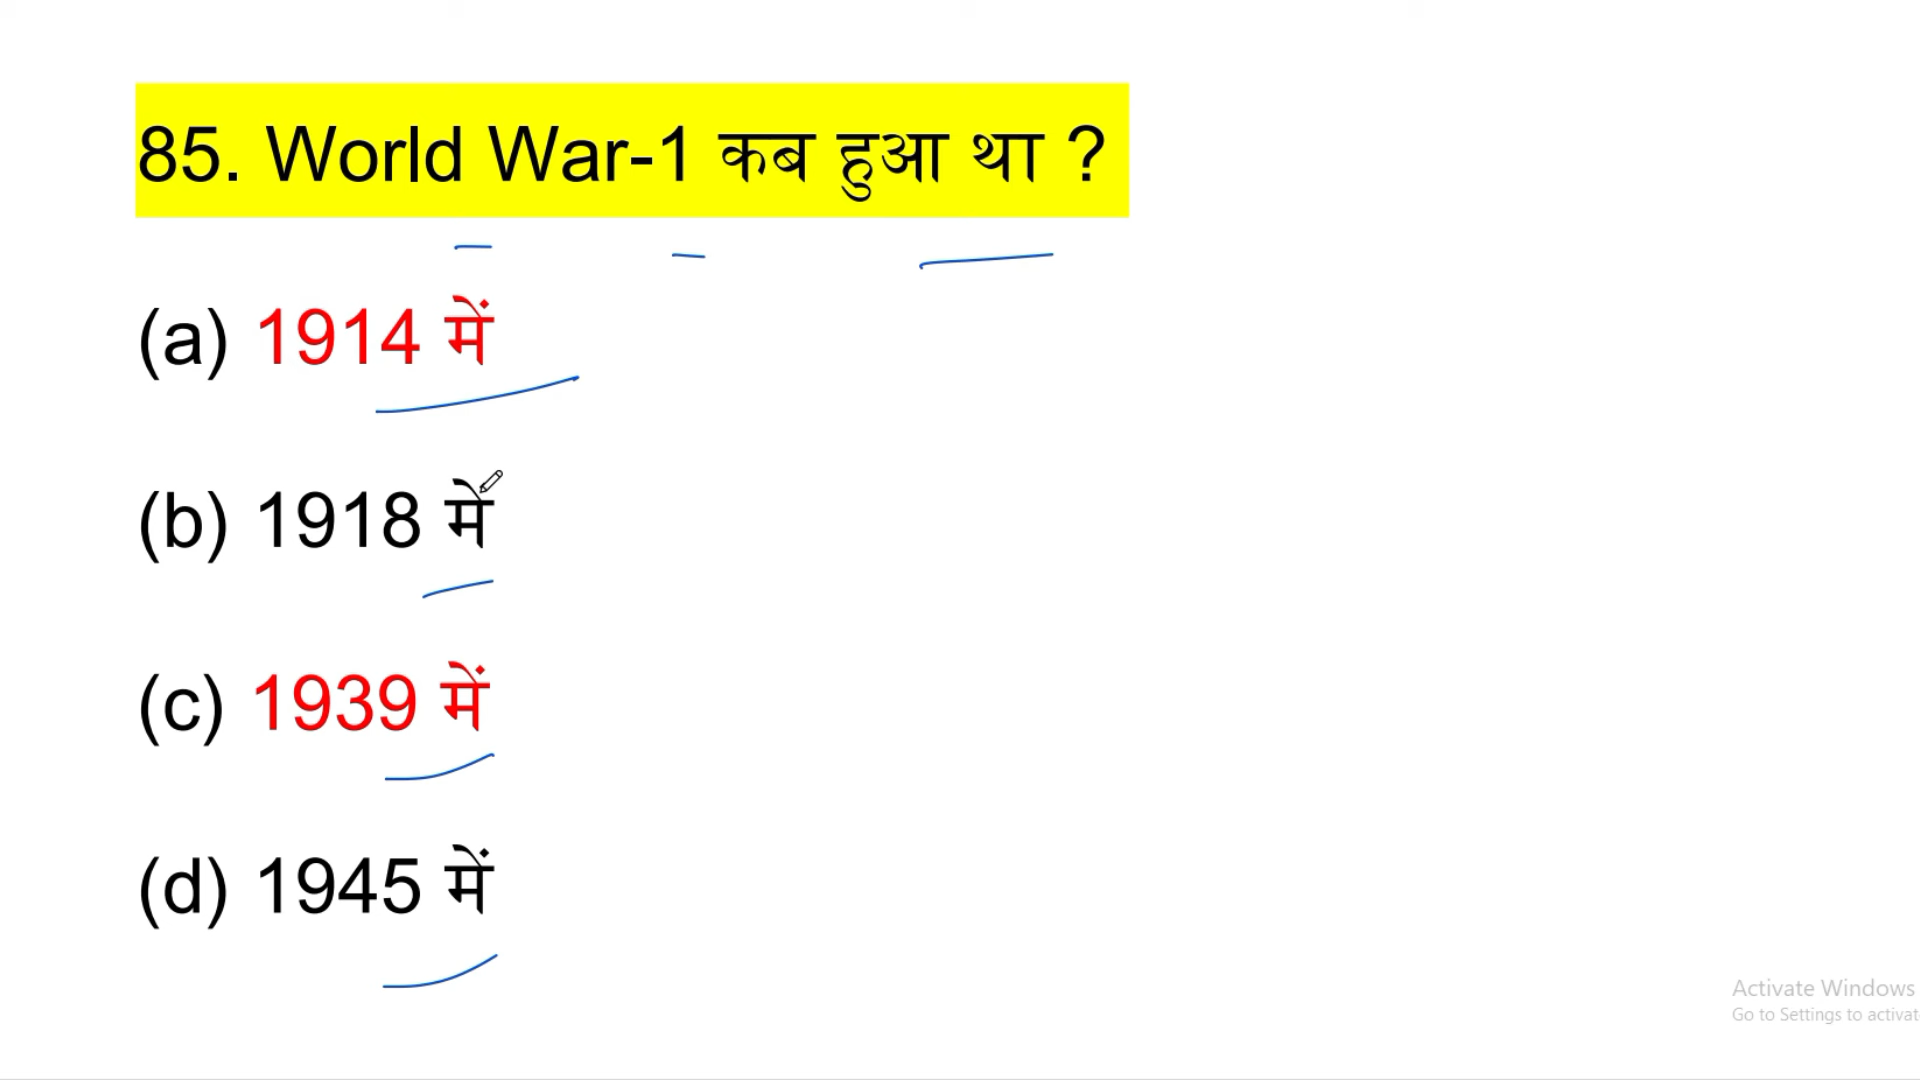 85. World War-1 कब हुआ था ?
(a) 1914 में
(b) 1918 में
(c) 1939 में
(d) 1945 में
Activate Windows
Go to Settings to activat